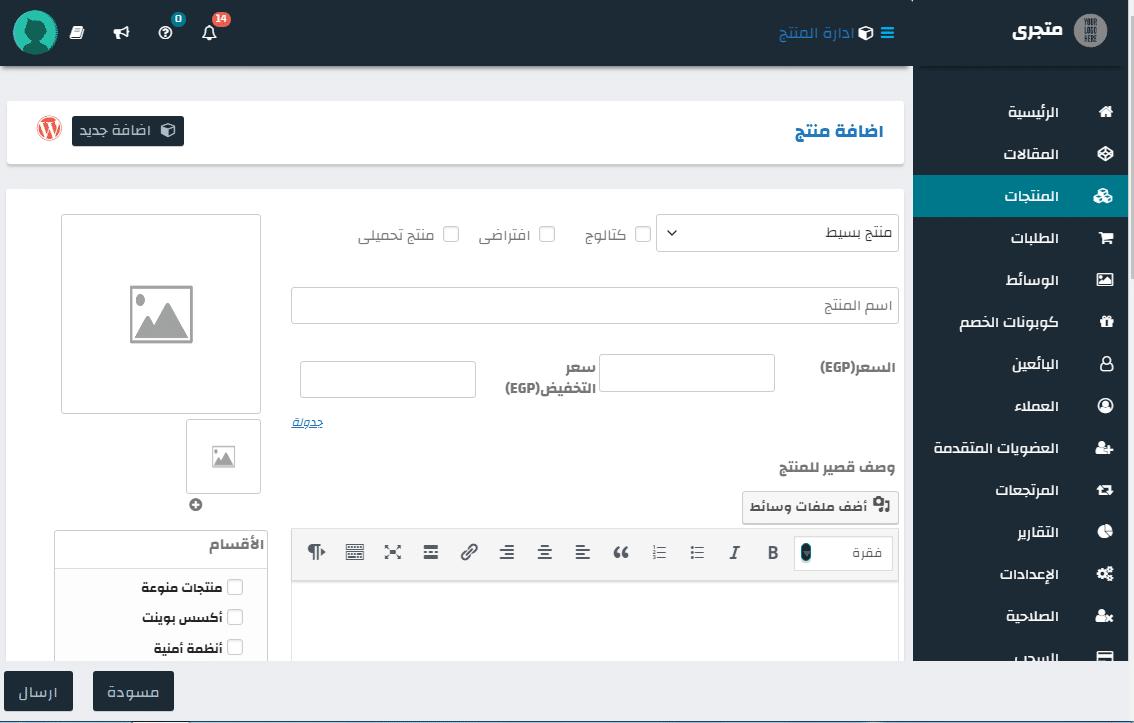 متجرى
YOUR
LOGO
HERE
ادارة المنتج
0
14
الرئيسية
المقالات
المنتجات
الطلبات
الوسائط
كوبونات الخصم
البائعين
العملاء
العضويات المتقدمة
المرتجعات
التقارير
الإعدادات
الصلاحية
السحب
اضافة منتج
اضافة جديد
منتج بسيط
كتالوج
افتراضى
منتج تحميلى
اسم المنتج
السعر(EGP)
سعر
التخفيض(EGP)
جدولة
وصف قصير للمنتج
أضف ملفات وسائط
فقرة
B
I
الأقسام
منتجات منوعة
أكسس بوينت
أنظمة أمنية
مسودة
ارسال